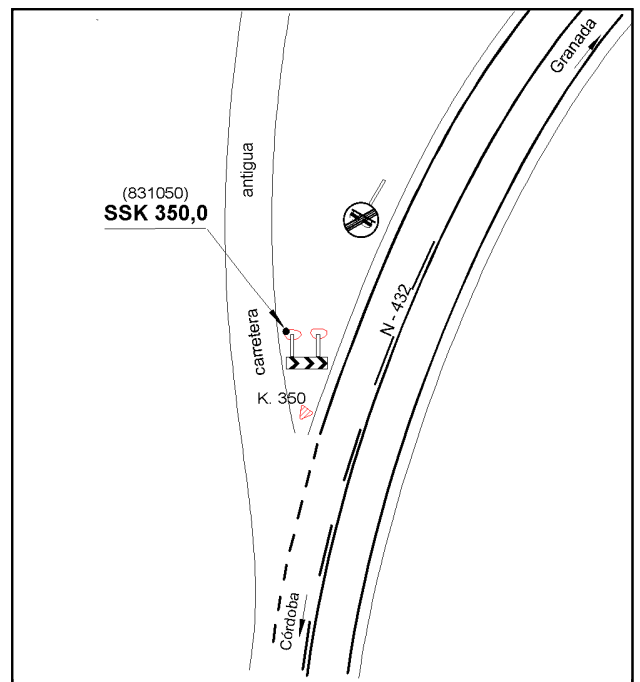 Granada
antigua
(831050)
SSK 350,0
N - 432
carretera
K. 350
Córdoba